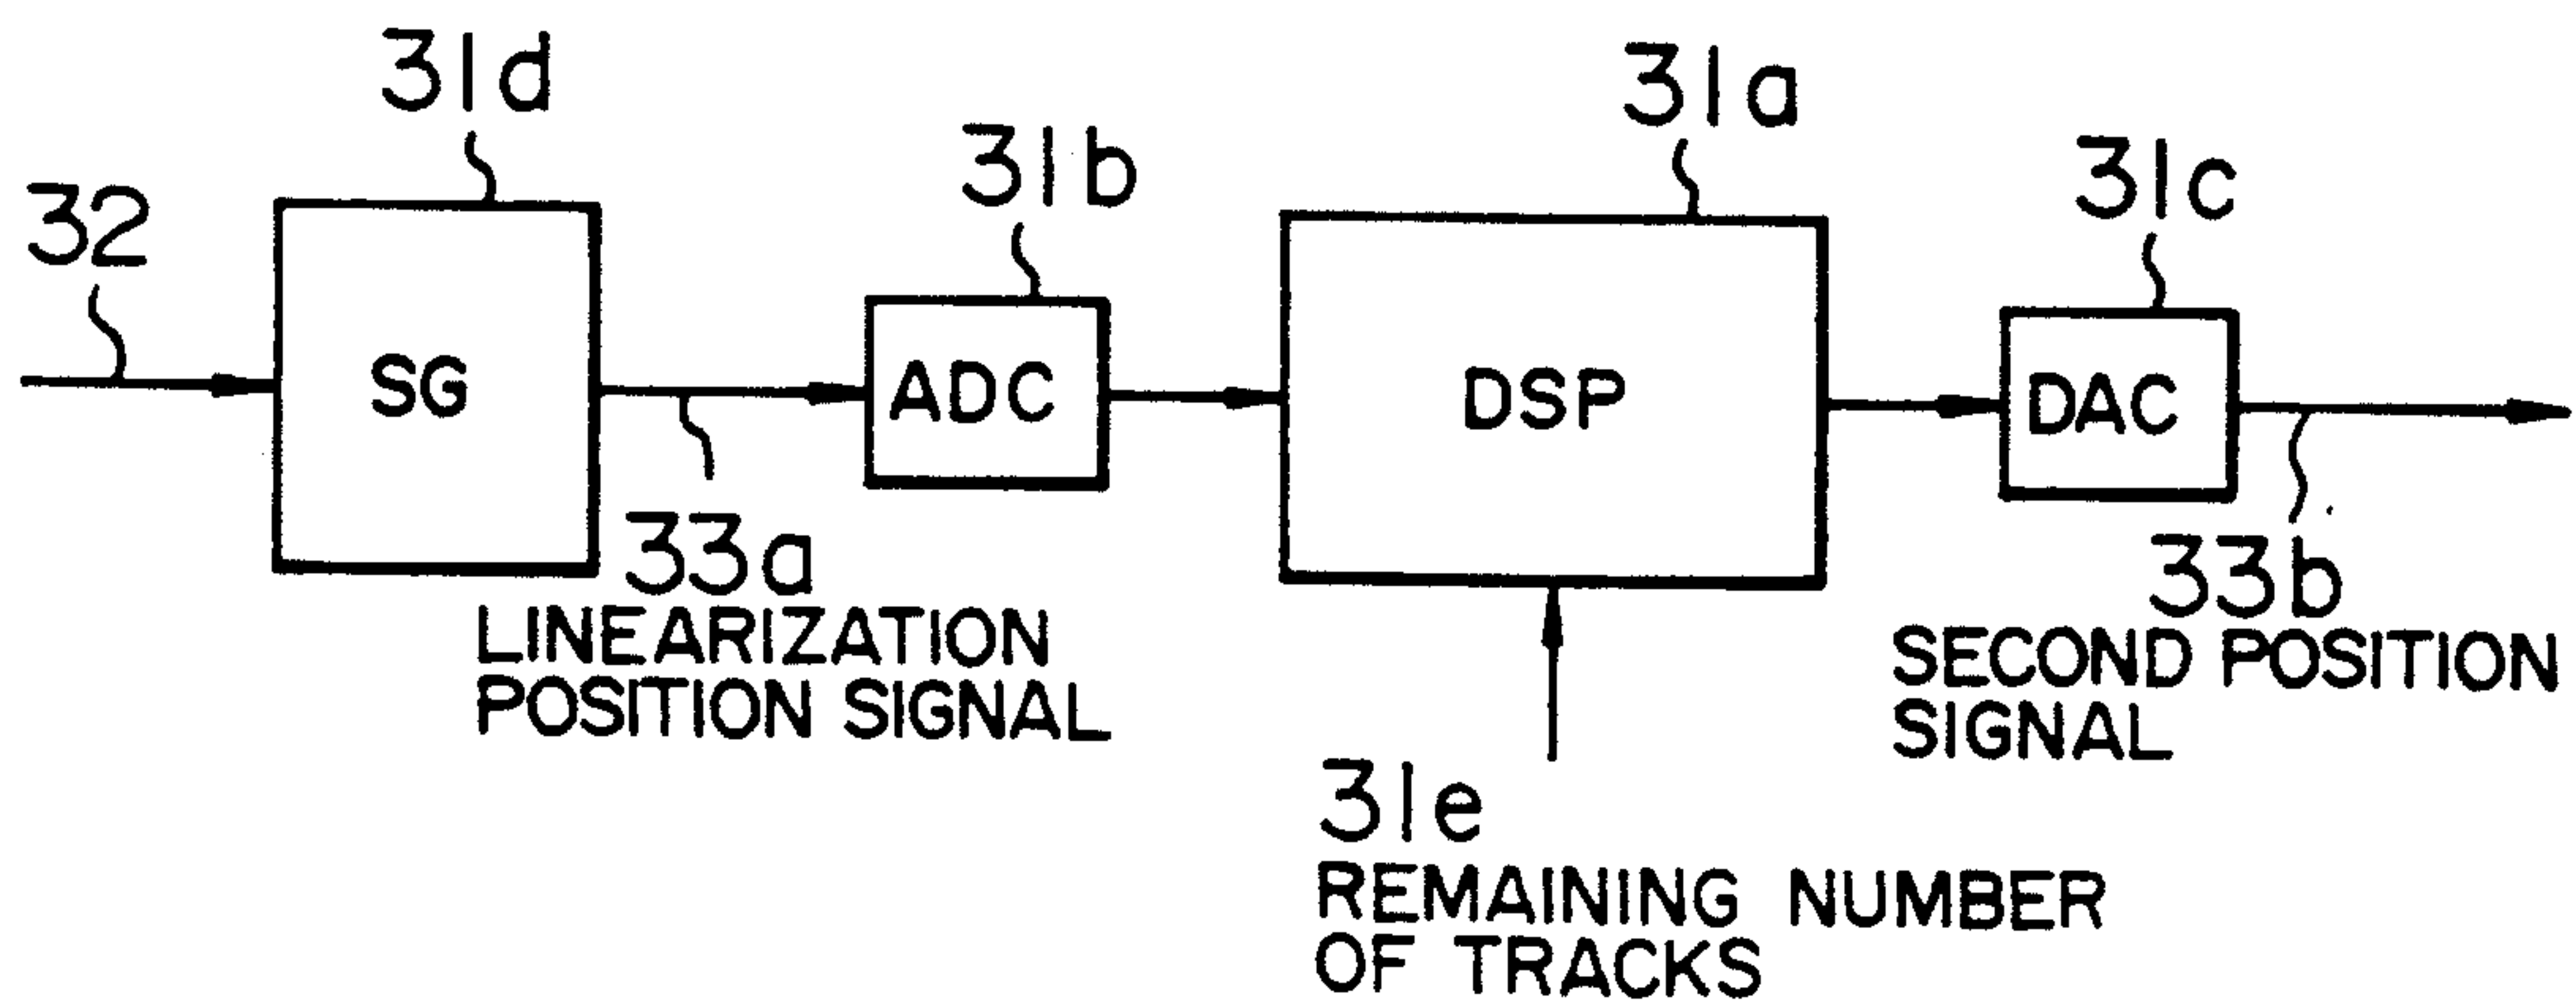 31d
31a
31b
31c
32
SG
ADC
DSP
DAC
33a
LINEARIZATION
POSITION SIGNAL
33b
SECOND POSITION
SIGNAL
31e
REMAINING NUMBER
OF TRACKS